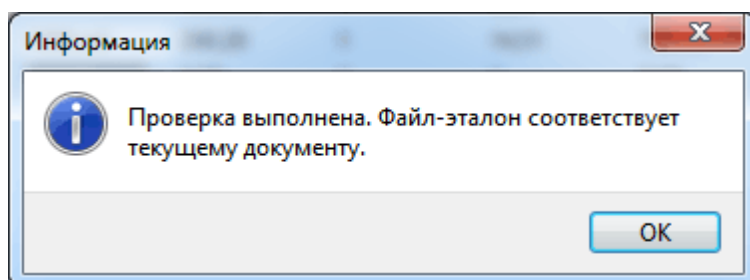 Информация
Проверка выполнена. Файл-эталон соответствует
текущему документу.
OK